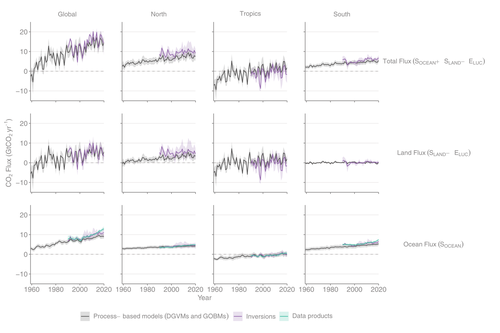 Global North Tropics South
20
10
0
−10
Total Flux (SOCEAN+ SLAND− ELUC)
20
10
0
−10
Land Flux (SLAND− ELUC)
CO2 Flux (GtCO2 yr−1)
20
10
0
−10
Ocean Flux (SOCEAN)
1960 1980 2000 2020 1960 1980 2000 2020 1960 1980 2000 2020 1960 1980 2000 2020
Year
Process− based models (DGVMs and GOBMs) Inversions Data products